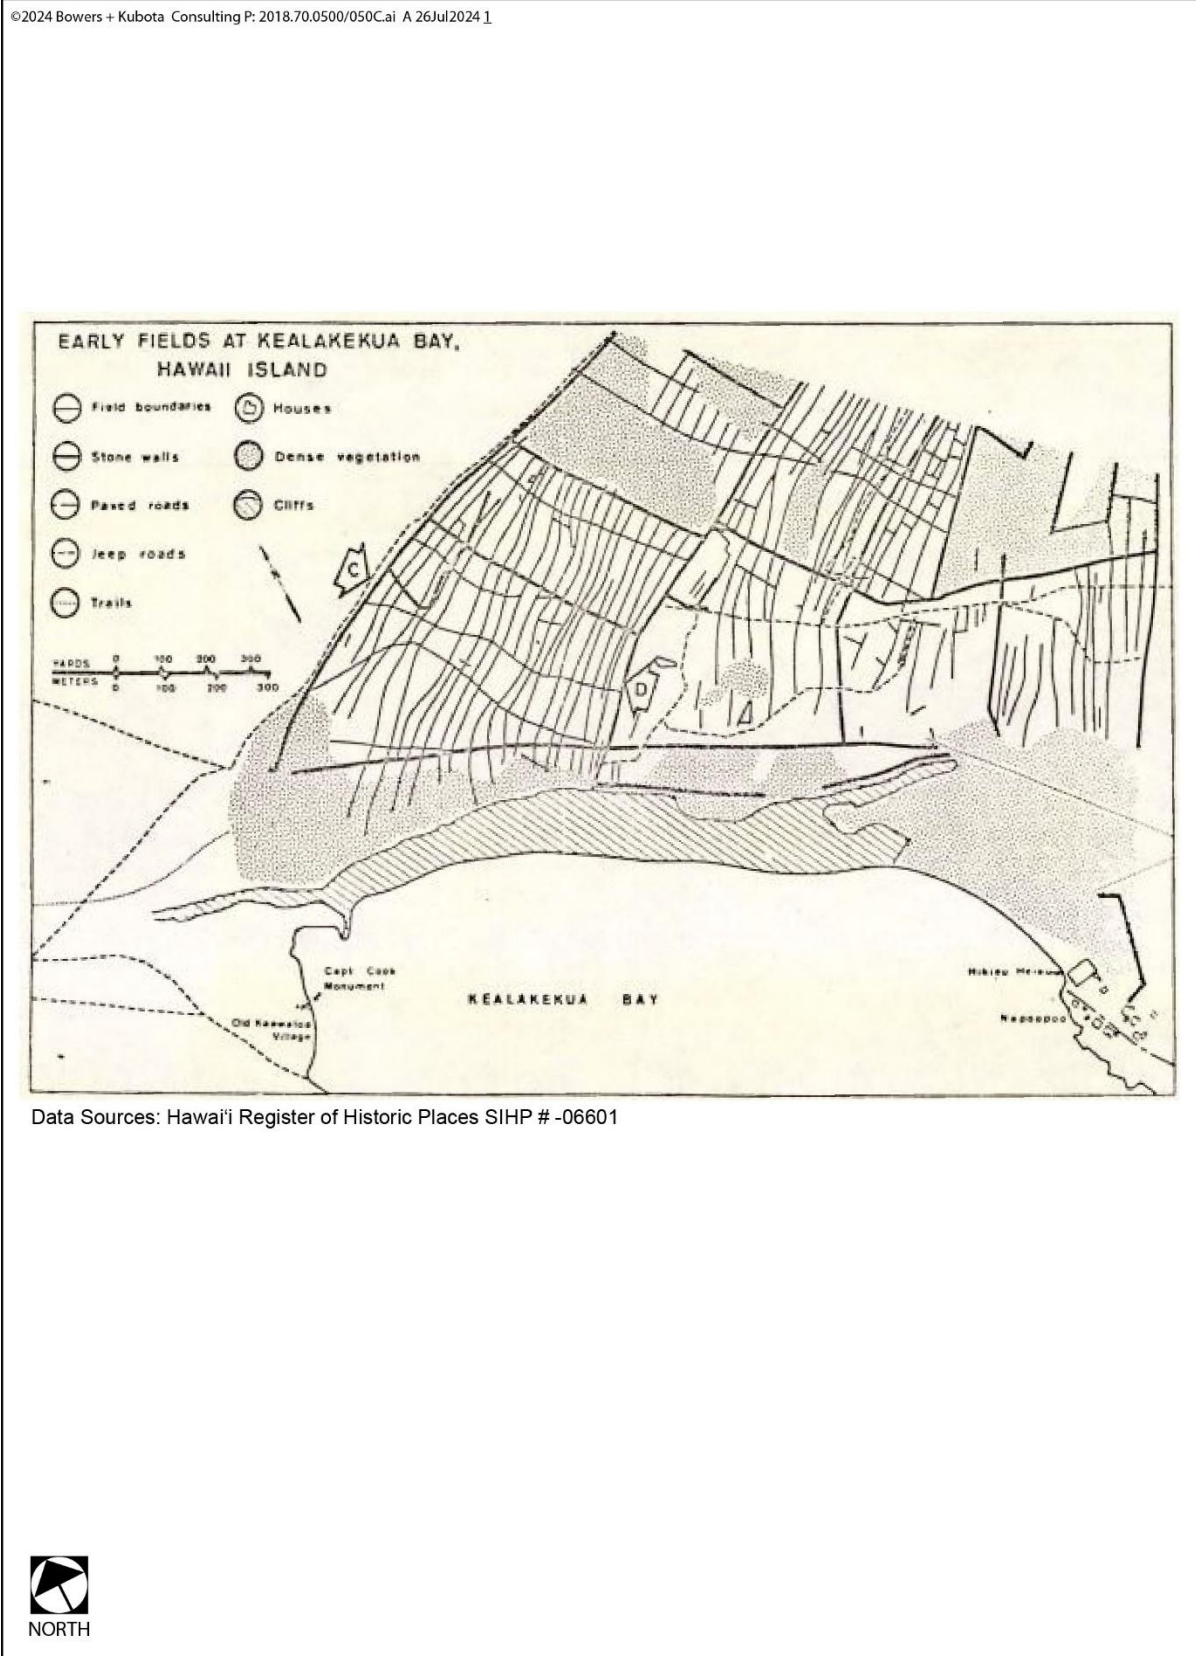 ©2024 Bowers + Kubota Consulting P: 2018.70.0500/050C.ai A 26Jul2024 1
EARLY FIELDS AT KEALAKEKUA BAY,
HAWAII ISLAND
Field boundaries
Houses
Stone walls
Dense vegetation
Paved roads
Cliffs
Jeep roads
Trails
C
YARDS 0 100 200 300
METERS 0 100 200 300
D
Capt Cook
Monument
KEALAKEKUA BAY
Old Kaawaloa
Village
Hikiau Heiau
Napoopoo
Data Sources: Hawaiʻi Register of Historic Places SIHP # -06601
NORTH